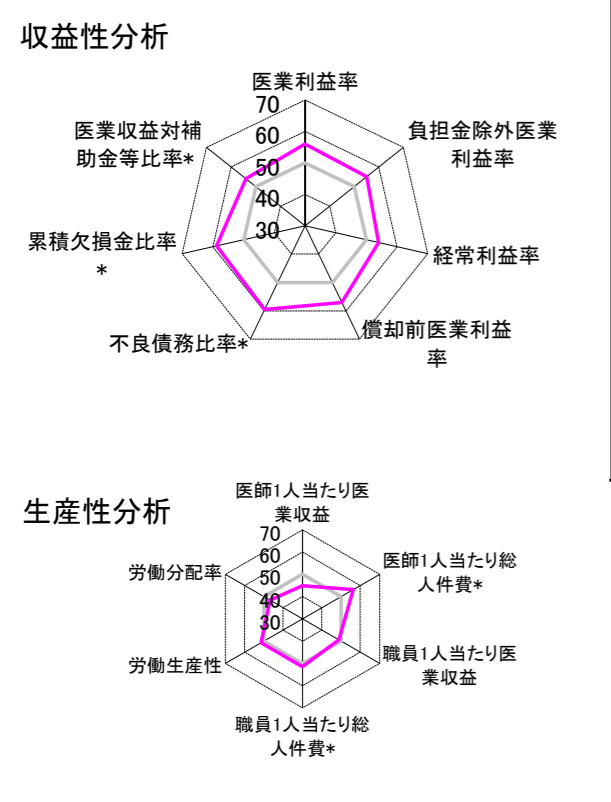 収益性分析
医業利益率
70
60
50
40
30
負担金除外医業
利益率
経常利益率
償却前医業利益
率
不良債務比率*
累積欠損金比率
*
医業収益対補
助金等比率*
生産性分析
医師1人当たり医
業収益
70
60
50
40
30
医師1人当たり総
人件費*
職員1人当たり医
業収益
職員1人当たり総
人件費*
労働生産性
労働分配率